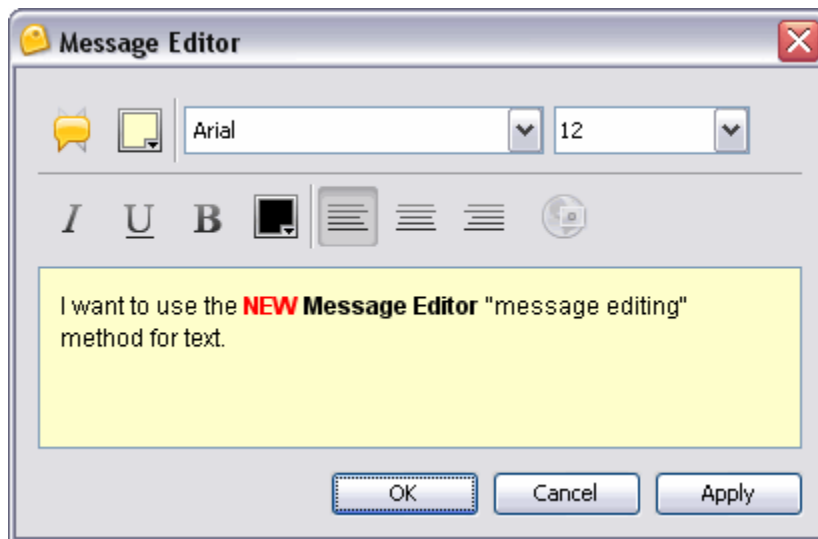 Message Editor
Arial
12
I U B
I want to use the NEW Message Editor "message editing"
method for text.
OK Cancel Apply